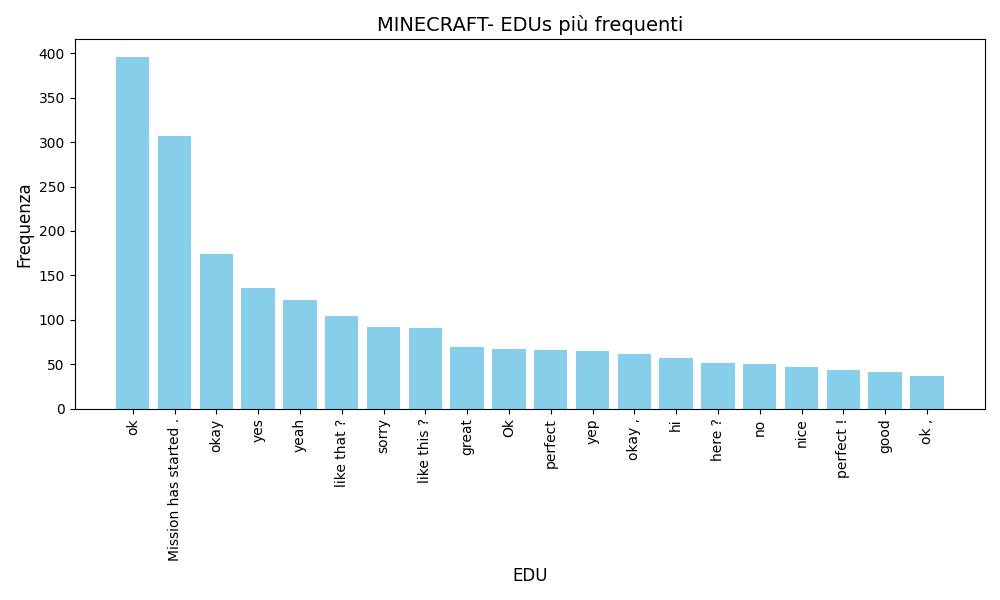 MINECRAFT- EDUs più frequenti
Frequenza
400
350
300
250
200
150
100
50
0
ok
Mission has started .
okay
yes
yeah
like that ?
sorry
like this ?
great
Ok
perfect
yep
okay ,
hi
here ?
no
nice
perfect !
good
ok ,
EDU